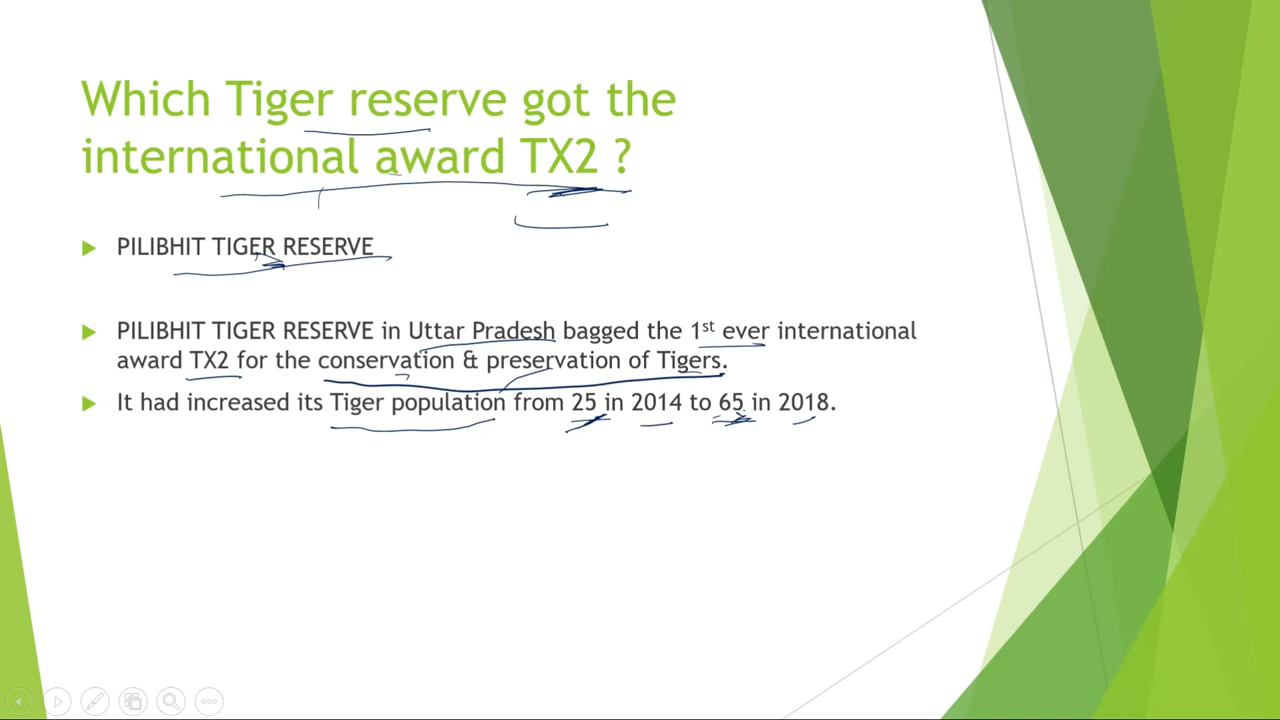 Which Tiger reserve got the
international award TX2 ?
PILIBHIT TIGER RESERVE
PILIBHIT TIGER RESERVE in Uttar Pradesh bagged the 1st ever international
award TX2 for the conservation & preservation of Tigers.
It had increased its Tiger population from 25 in 2014 to 65 in 2018.